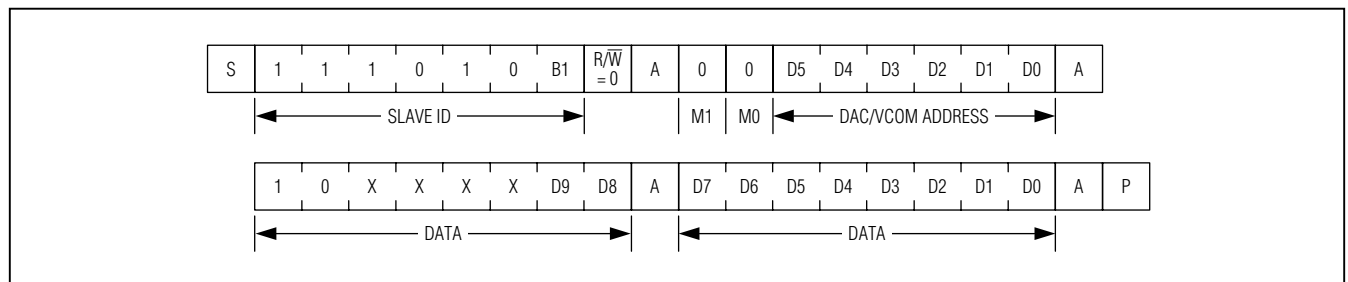 S 1 1 1 0 1 0 B1 R/W̅ = 0 A 0 0 D5 D4 D3 D2 D1 D0 A
SLAVE ID M1 M0 DAC/VCOM ADDRESS
1 0 X X X X D9 D8 A D7 D6 D5 D4 D3 D2 D1 D0 A P
DATA DATA